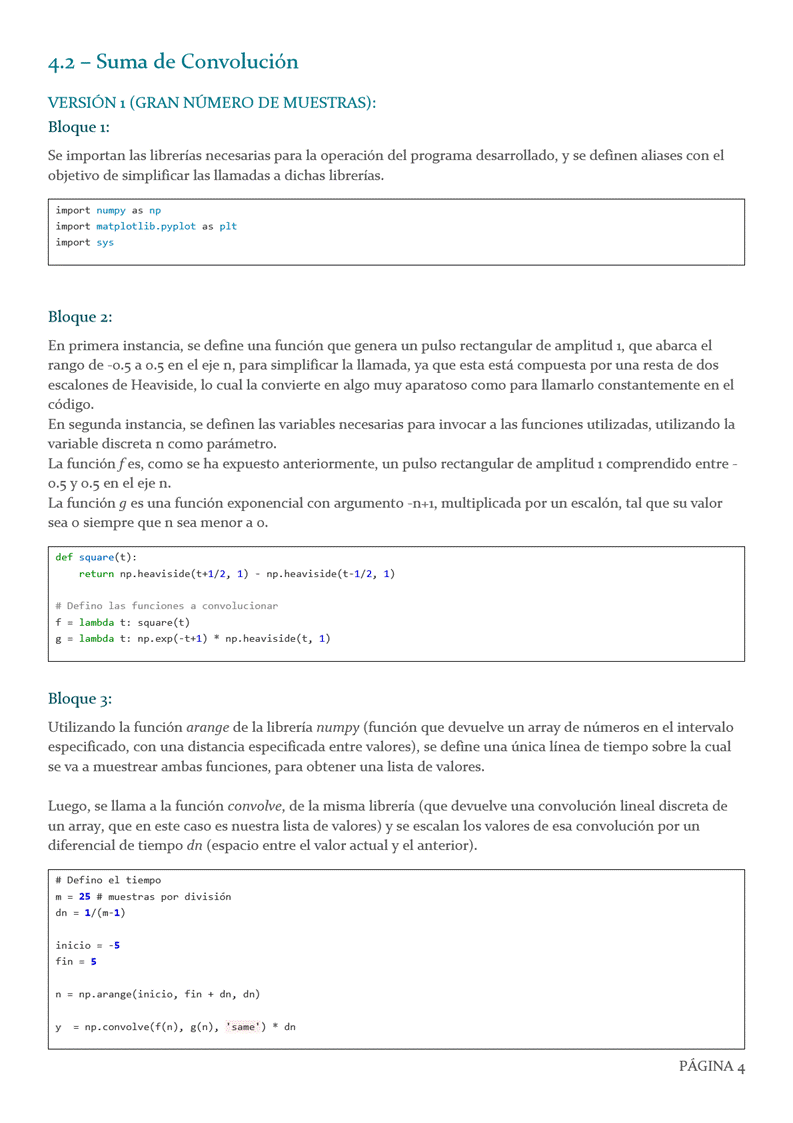 4.2 – Suma de Convolución
VERSIÓN 1 (GRAN NÚMERO DE MUESTRAS):
Bloque 1:
Se importan las librerías necesarias para la operación del programa desarrollado, y se definen aliases con el
objetivo de simplificar las llamadas a dichas librerías.
import numpy as np
import matplotlib.pyplot as plt
import sys
Bloque 2:
En primera instancia, se define una función que genera un pulso rectangular de amplitud 1, que abarca el
rango de -0.5 a 0.5 en el eje n, para simplificar la llamada, ya que esta está compuesta por una resta de dos
escalones de Heaviside, lo cual la convierte en algo muy aparatoso como para llamarlo constantemente en el
código.
En segunda instancia, se definen las variables necesarias para invocar a las funciones utilizadas, utilizando la
variable discreta n como parámetro.
La función f es, como se ha expuesto anteriormente, un pulso rectangular de amplitud 1 comprendido entre -
0.5 y 0.5 en el eje n.
La función g es una función exponencial con argumento -n+1, multiplicada por un escalón, tal que su valor
sea 0 siempre que n sea menor a 0.
def square(t):
    return np.heaviside(t+1/2, 1) - np.heaviside(t-1/2, 1)
# Defino las funciones a convolucionar
f = lambda t: square(t)
g = lambda t: np.exp(-t+1) * np.heaviside(t, 1)
Bloque 3:
Utilizando la función arange de la librería numpy (función que devuelve un array de números en el intervalo
especificado, con una distancia especificada entre valores), se define una única línea de tiempo sobre la cual
se va a muestrear ambas funciones, para obtener una lista de valores.
Luego, se llama a la función convolve, de la misma librería (que devuelve una convolución lineal discreta de
un array, que en este caso es nuestra lista de valores) y se escalan los valores de esa convolución por un
diferencial de tiempo dn (espacio entre el valor actual y el anterior).
# Defino el tiempo
m = 25 # muestras por división
dn = 1/(m-1)
inicio = -5
fin = 5
n = np.arange(inicio, fin + dn, dn)
y  = np.convolve(f(n), g(n), 'same') * dn
PÁGINA 4